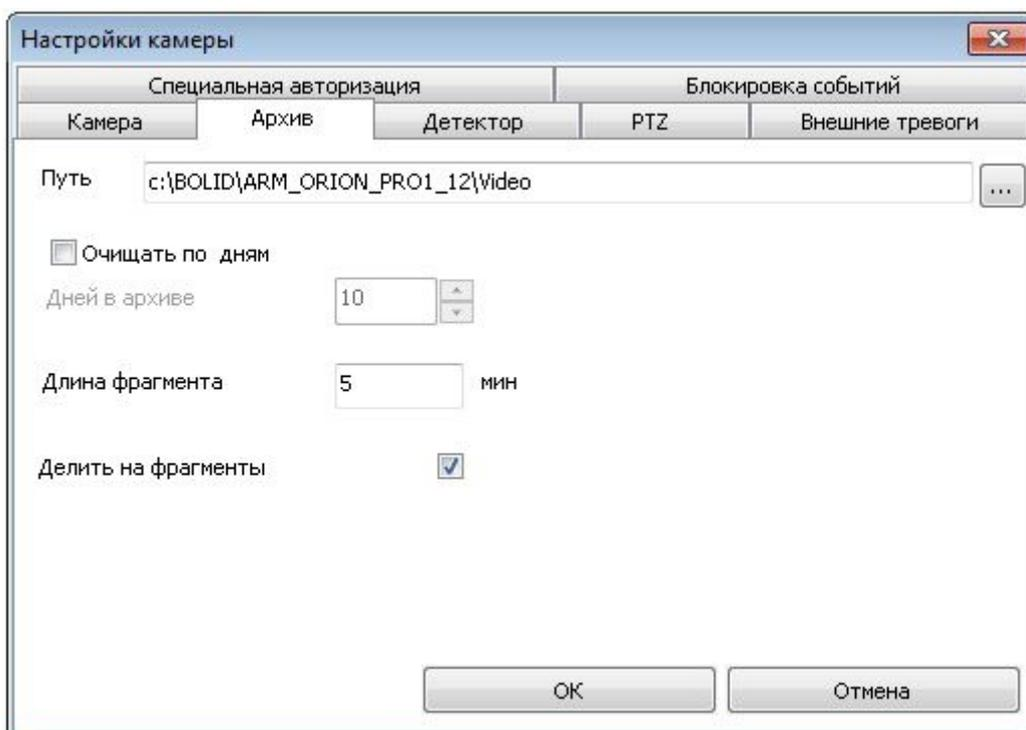 Настройки камеры
Специальная авторизация Блокировка событий
Камера Архив Детектор PTZ Внешние тревоги
Путь c:\BOLID\ARM_ORION_PRO1_12\Video ...
Очищать по дням
Дней в архиве 10
Длина фрагмента 5 мин
Делить на фрагменты
OK Отмена